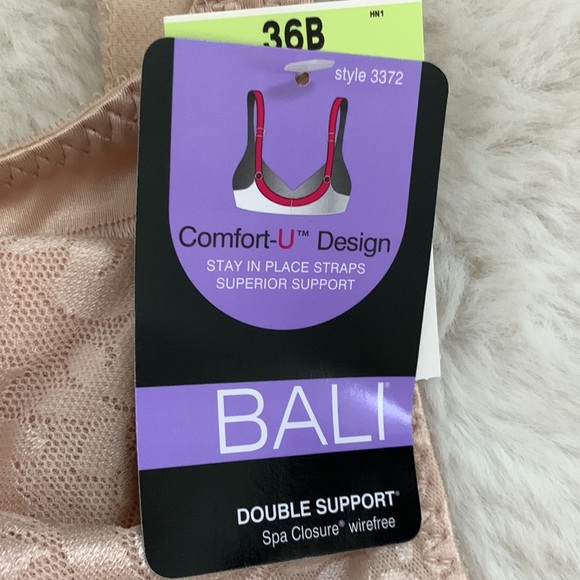 HN1
36B
style 3372
Comfort-U™ Design
STAY IN PLACE STRAPS
SUPERIOR SUPPORT
BALI®
DOUBLE SUPPORT®
Spa Closure® wirefree